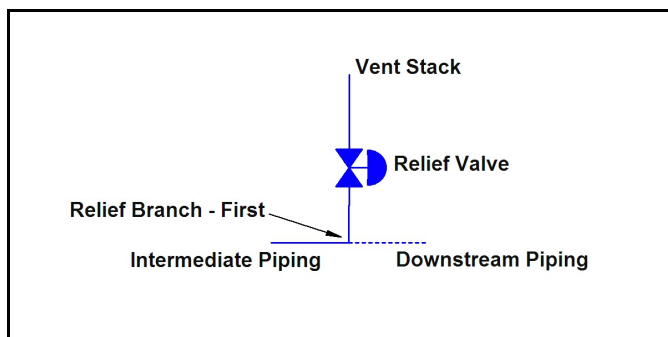 Vent Stack
Relief Valve
Relief Branch - First
Intermediate Piping
Downstream Piping